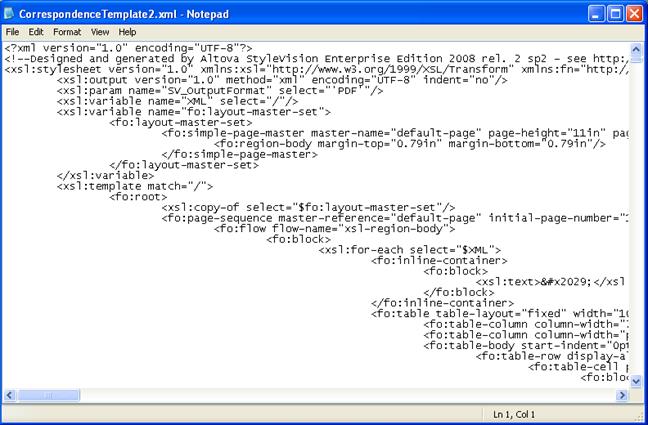 CorrespondenceTemplate2.xml - Notepad
File Edit Format View Help
<?xml version="1.0" encoding="UTF-8"?>
<!--Designed and generated by Altova StyleVision Enterprise Edition 2008 rel. 2 sp2 - see http:
<xsl:stylesheet version="1.0" xmlns:xsl="http://www.w3.org/1999/XSL/Transform" xmlns:fn="http:/
<xsl:output version="1.0" method="xml" encoding="UTF-8" indent="no"/>
<xsl:param name="SV_OutputFormat" select="'PDF'"/>
<xsl:variable name="XML" select="/"/>
<xsl:variable name="fo:layout-master-set">
<fo:layout-master-set>
<fo:simple-page-master master-name="default-page" page-height="11in" pag
<fo:region-body margin-top="0.79in" margin-bottom="0.79in"/>
</fo:simple-page-master>
</fo:layout-master-set>
</xsl:variable>
<xsl:template match="/">
<fo:root>
<xsl:copy-of select="$fo:layout-master-set"/>
<fo:page-sequence master-reference="default-page" initial-page-number="1
<fo:flow flow-name="xsl-region-body">
<fo:block>
<xsl:for-each select="$XML">
<fo:inline-container>
<fo:block>
<xsl:text>&#x2029;</xsl
</fo:block>
</fo:inline-container>
<fo:table table-layout="fixed" width="10
<fo:table-column column-width="
<fo:table-column column-width="p
<fo:table-body start-indent="0pt
<fo:table-row display-a
<fo:table-cell p
<fo:bloc
Ln 1, Col 1